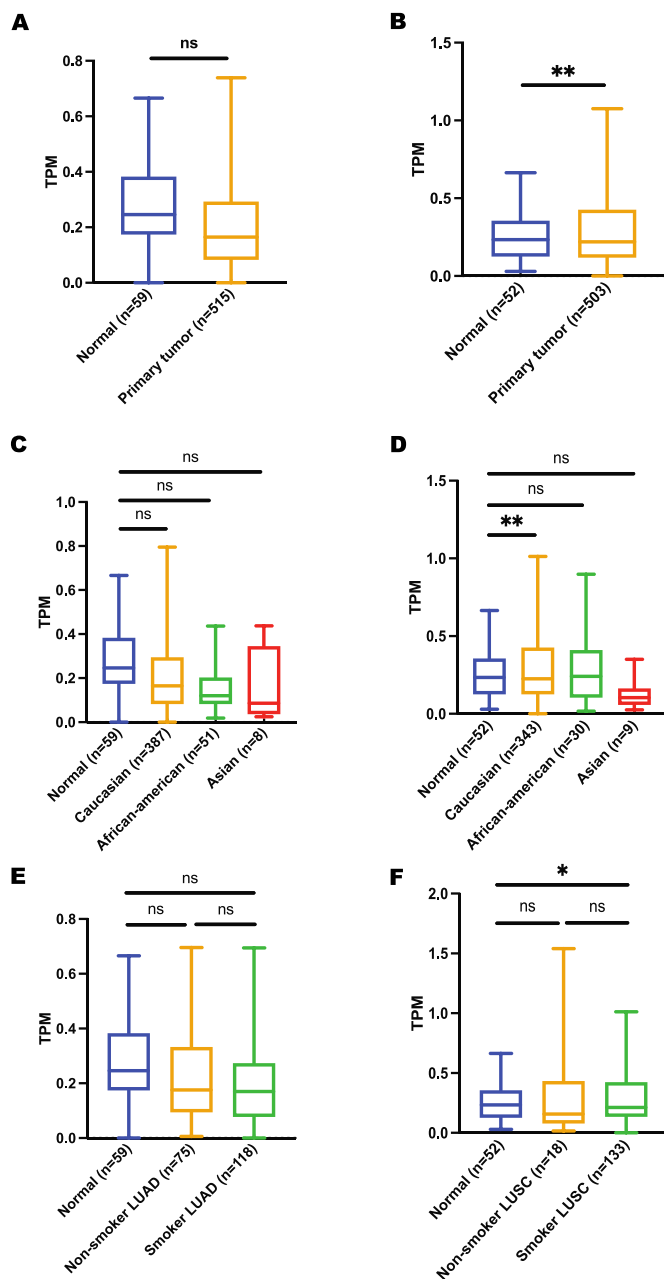 A
ns
0.8
0.6
0.4
0.2
0.0
TPM
Normal (n=59)
Primary tumor (n=515)
B
**
1.5
1.0
0.5
0.0
TPM
Normal (n=52)
Primary tumor (n=503)
C
ns
ns
ns
1.0
0.8
0.6
0.4
0.2
0.0
TPM
Normal (n=59)
Caucasian (n=387)
African-american (n=51)
Asian (n=8)
D
ns
ns
**
1.5
1.0
0.5
0.0
TPM
Normal (n=52)
Caucasian (n=343)
African-american (n=30)
Asian (n=9)
E
ns
ns
ns
0.8
0.6
0.4
0.2
0.0
TPM
Normal (n=59)
Non-smoker LUAD (n=75)
Smoker LUAD (n=118)
F
*
ns
ns
2.0
1.5
1.0
0.5
0.0
TPM
Normal (n=52)
Non-smoker LUSC (n=18)
Smoker LUSC (n=133)